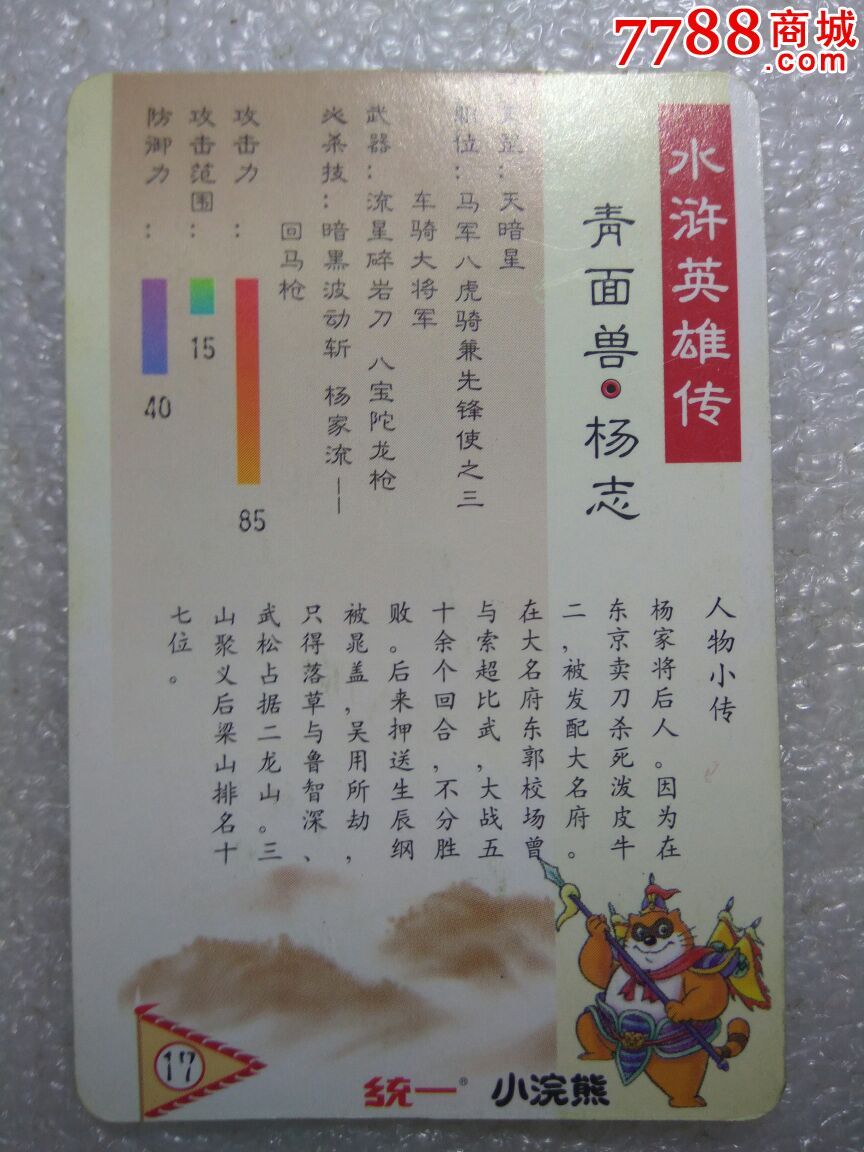 7788商城
.com
水浒英雄传
青面兽·杨志
天罡：天暗星
职位：马军八虎骑兼先锋使之三
车骑大将军
武器：流星碎岩刀 八宝陀龙枪
必杀技：暗黑波动斩 杨家流——
回马枪
攻击力：
85
攻击范围：
15
防御力：
40
人物小传
杨家将后人。因为在
东京卖刀杀死泼皮牛
二，被发配大名府。
在大名府东郭校场曾
与索超比武，大战五
十余个回合，不分胜
败。后来押送生辰纲
被晁盖，吴用所劫，
只得落草与鲁智深、
武松占据二龙山。三
山聚义后梁山排名十
七位。
17
统一® 小浣熊